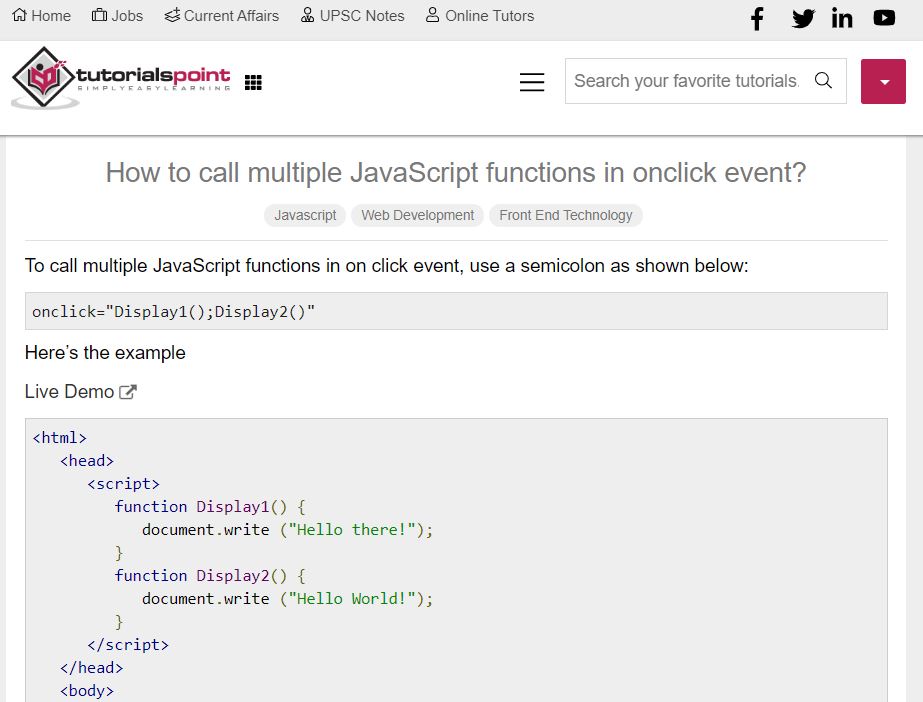 Home Jobs Current Affairs UPSC Notes Online Tutors
tutorialspoint
SIMPLYEASYLEARNING
Search your favorite tutorials.
How to call multiple JavaScript functions in onclick event?
Javascript Web Development Front End Technology
To call multiple JavaScript functions in on click event, use a semicolon as shown below:
onclick="Display1();Display2()"
Here’s the example
Live Demo
<html>
<head>
<script>
function Display1() {
document.write ("Hello there!");
}
function Display2() {
document.write ("Hello World!");
}
</script>
</head>
<body>